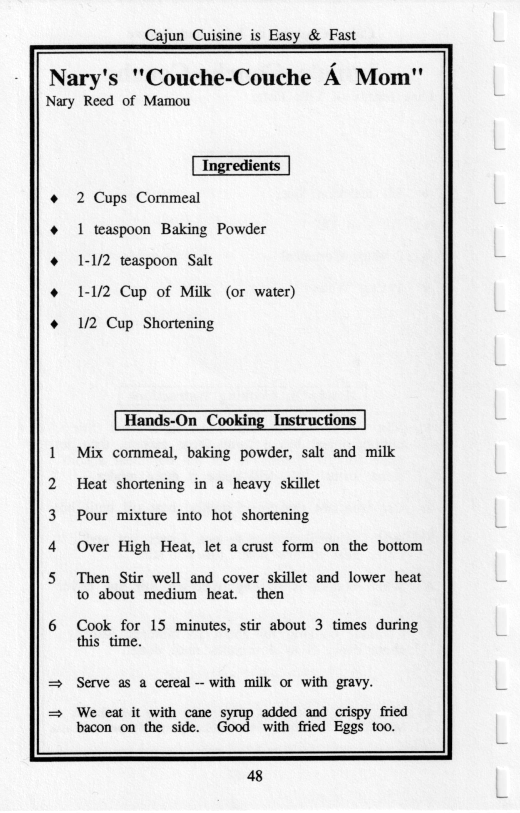 Cajun Cuisine is Easy & Fast
Nary's "Couche-Couche Á Mom"
Nary Reed of Mamou
Ingredients
♦ 2 Cups Cornmeal
♦ 1 teaspoon Baking Powder
♦ 1-1/2 teaspoon Salt
♦ 1-1/2 Cup of Milk (or water)
♦ 1/2 Cup Shortening
Hands-On Cooking Instructions
1 Mix cornmeal, baking powder, salt and milk
2 Heat shortening in a heavy skillet
3 Pour mixture into hot shortening
4 Over High Heat, let a crust form on the bottom
5 Then Stir well and cover skillet and lower heat
to about medium heat. then
6 Cook for 15 minutes, stir about 3 times during
this time.
⇒ Serve as a cereal -- with milk or with gravy.
⇒ We eat it with cane syrup added and crispy fried
bacon on the side. Good with fried Eggs too.
48